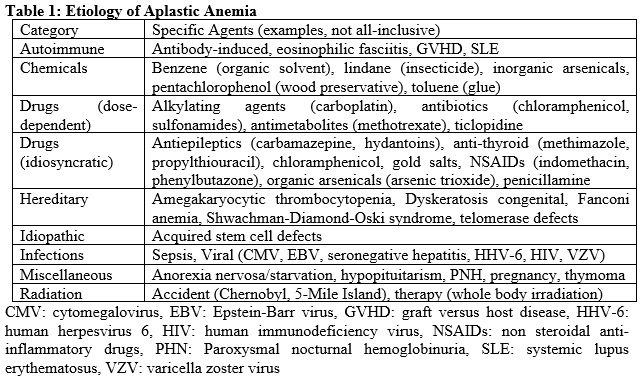 Table 1: Etiology of Aplastic Anemia
Category Specific Agents (examples, not all-inclusive)
Autoimmune Antibody-induced, eosinophilic fasciitis, GVHD, SLE
Chemicals Benzene (organic solvent), lindane (insecticide), inorganic arsenicals,
pentachlorophenol (wood preservative), toluene (glue)
Drugs (dose- Alkylating agents (carboplatin), antibiotics (chloramphenicol,
dependent) sulfonamides), antimetabolites (methotrexate), ticlopidine
Drugs Antiepileptics (carbamazepine, hydantoins), anti-thyroid (methimazole,
(idiosyncratic) propylthiouracil), chloramphenicol, gold salts, NSAIDs (indomethacin,
phenylbutazone), organic arsenicals (arsenic trioxide), penicillamine
Hereditary Amegakaryocytic thrombocytopenia, Dyskeratosis congenital, Fanconi
anemia, Shwachman-Diamond-Oski syndrome, telomerase defects
Idiopathic Acquired stem cell defects
Infections Sepsis, Viral (CMV, EBV, seronegative hepatitis, HHV-6, HIV, VZV)
Miscellaneous Anorexia nervosa/starvation, hypopituitarism, PNH, pregnancy, thymoma
Radiation Accident (Chernobyl, 5-Mile Island), therapy (whole body irradiation)
CMV: cytomegalovirus, EBV: Epstein-Barr virus, GVHD: graft versus host disease, HHV-6:
human herpesvirus 6, HIV: human immunodeficiency virus, NSAIDs: non steroidal anti-
inflammatory drugs, PHN: Paroxysmal nocturnal hemoglobinuria, SLE: systemic lupus
erythematosus, VZV: varicella zoster virus